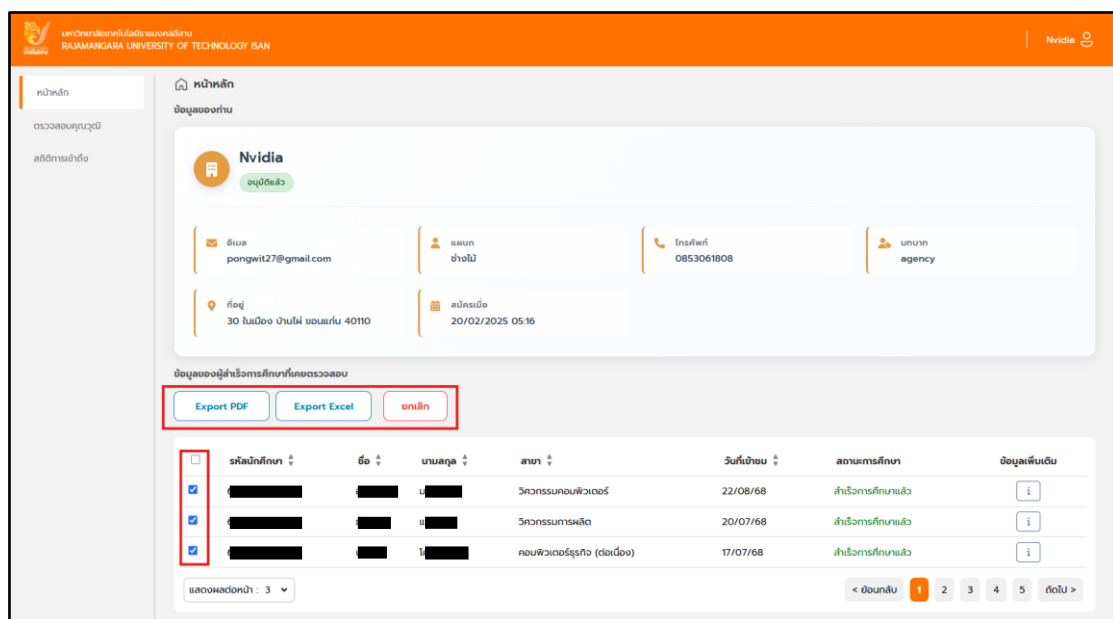 มหาวิทยาลัยเทคโนโลยีราชมงคลอีสาน
RAJAMANGARA UNIVERSITY OF TECHNOLOGY ISAN
Nvidia
หน้าหลัก
ตรวจสอบคุณวุฒิ
สถิติการเข้าถึง
หน้าหลัก
ข้อมูลของท่าน
Nvidia
อนุมัติแล้ว
อีเมล
pongwit27@gmail.com
แผนก
ช่างไม้
โทรศัพท์
0853061808
บทบาท
agency
ที่อยู่
30 ในเมือง บ้านไผ่ ขอนแก่น 40110
สมัครเมื่อ
20/02/2025 05:16
ข้อมูลของผู้สำเร็จการศึกษาที่เคยตรวจสอบ
Export PDF Export Excel ยกเลิก
รหัสนักศึกษา ชื่อ นามสกุล สาขา วันที่เข้าชม สถานะการศึกษา ข้อมูลเพิ่มเติม
วิศวกรรมคอมพิวเตอร์ 22/08/68 สำเร็จการศึกษาแล้ว i
วิศวกรรมการผลิต 20/07/68 สำเร็จการศึกษาแล้ว i
คอมพิวเตอร์ธุรกิจ (ต่อเนื่อง) 17/07/68 สำเร็จการศึกษาแล้ว i
แสดงผลต่อหน้า : 3 < ย้อนกลับ 1 2 3 4 5 ถัดไป >